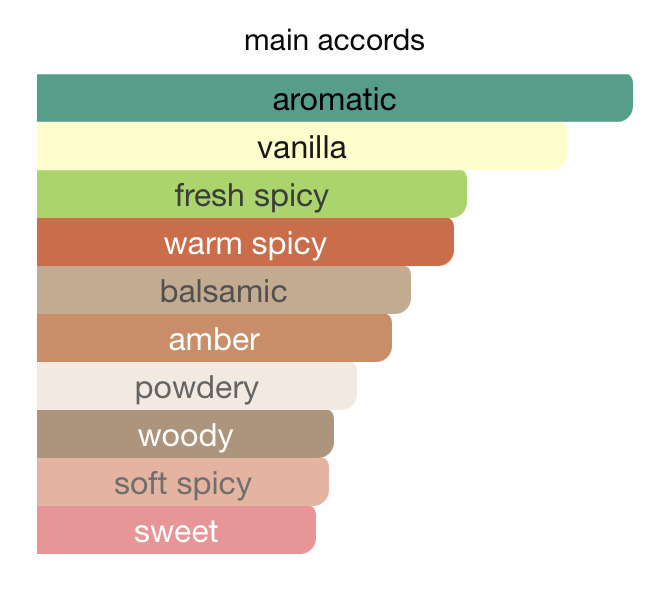 main accords
aromatic
vanilla
fresh spicy
warm spicy
balsamic
amber
powdery
woody
soft spicy
sweet